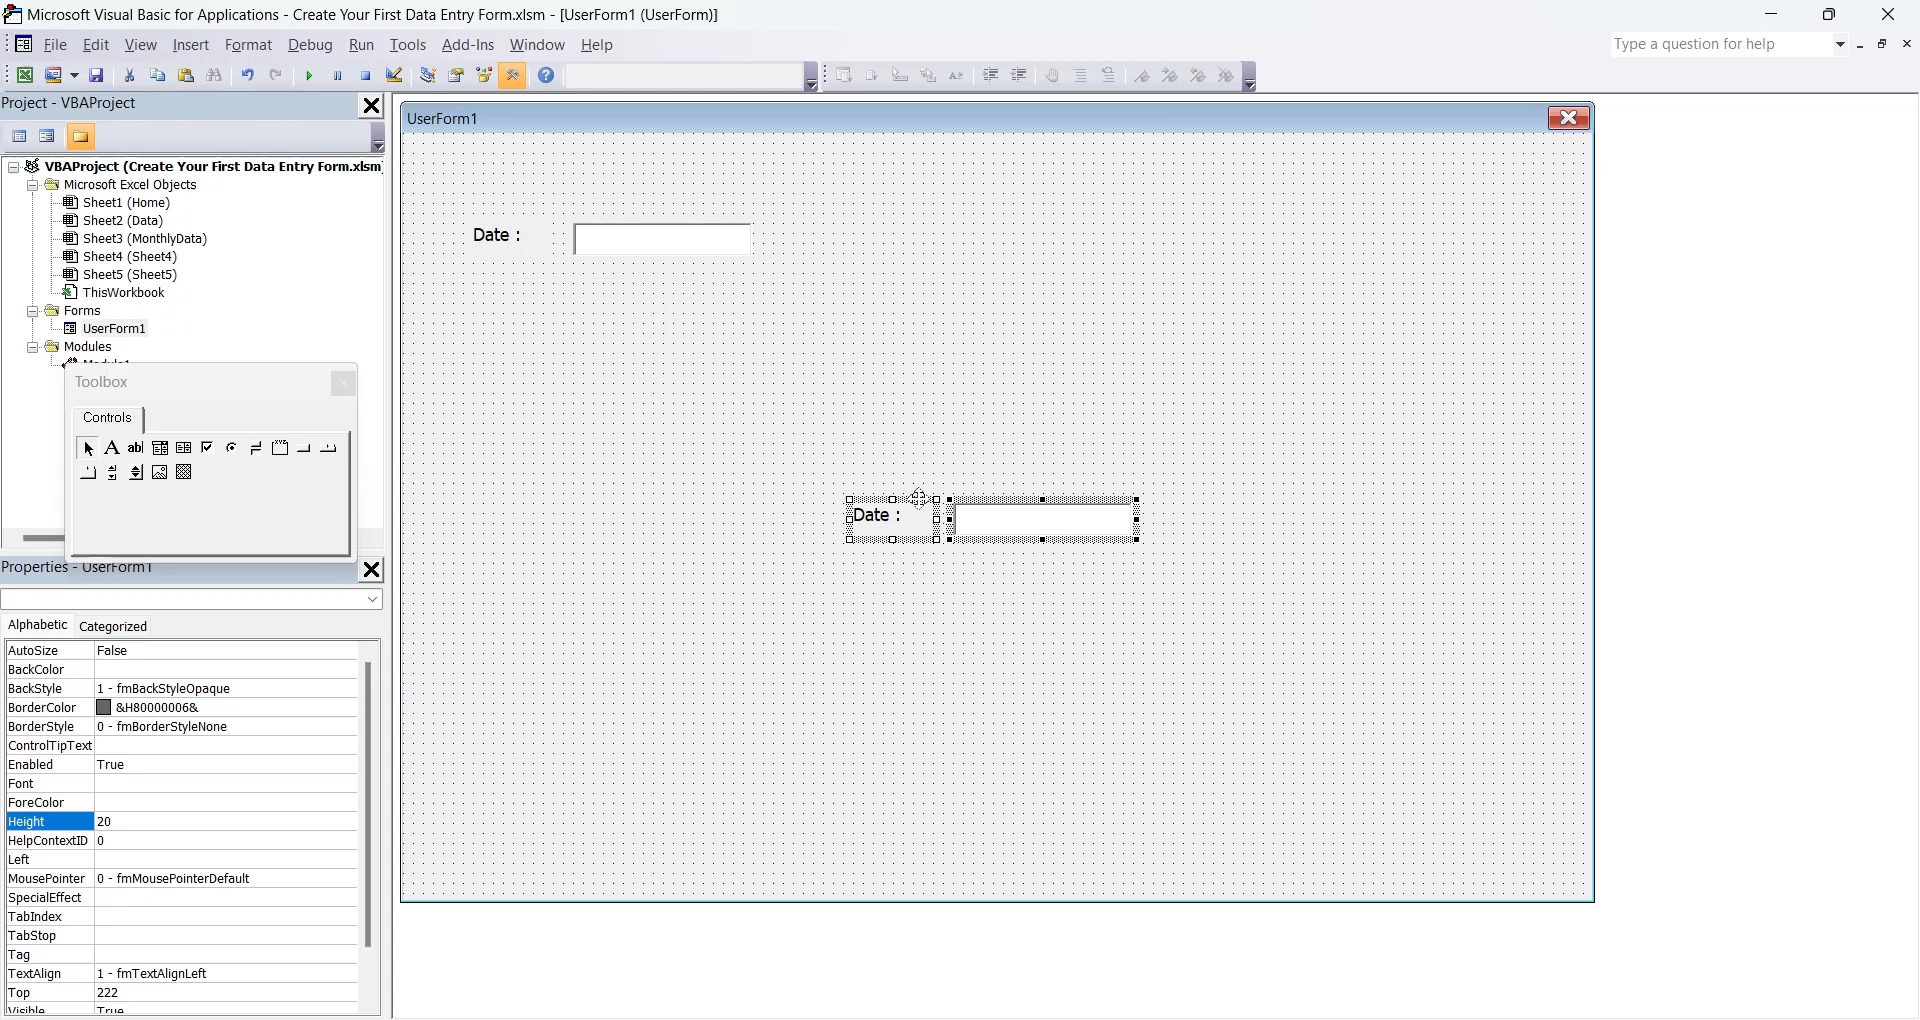 Microsoft Visual Basic for Applications - Create Your First Data Entry Form.xlsm - [UserForm1 (UserForm)]
File Edit View Insert Format Debug Run Tools Add-Ins Window Help
Type a question for help
Project - VBAProject
VBAProject (Create Your First Data Entry Form.xlsm
Microsoft Excel Objects
Sheet1 (Home)
Sheet2 (Data)
Sheet3 (MonthlyData)
Sheet4 (Sheet4)
Sheet5 (Sheet5)
ThisWorkbook
Forms
UserForm1
Modules
Toolbox
Controls
A ab|
Properties - UserForm1
Alphabetic Categorized
AutoSize False
BackColor
BackStyle 1 - fmBackStyleOpaque
BorderColor &H80000006&
BorderStyle 0 - fmBorderStyleNone
ControlTipText
Enabled True
Font
ForeColor
Height 20
HelpContextID 0
Left
MousePointer 0 - fmMousePointerDefault
SpecialEffect
TabIndex
TabStop
Tag
TextAlign 1 - fmTextAlignLeft
Top 222
Visible True
UserForm1
Date :
Date :